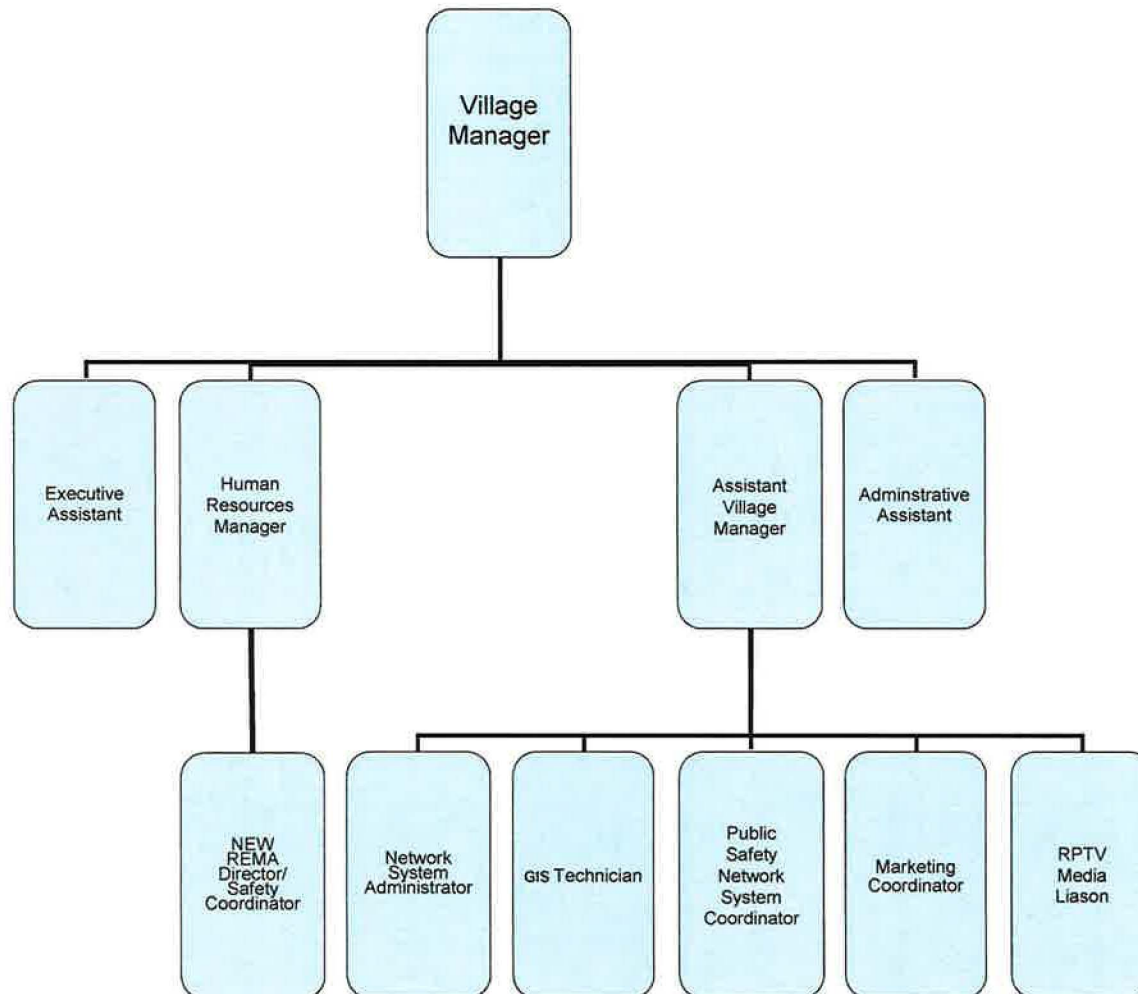 Village
Manager
Executive
Assistant
Human
Resources
Manager
Assistant
Village
Manager
Adminstrative
Assistant
NEW
REMA
Director/
Safety
Coordinator
Network
System
Administrator
GIS Technician
Public
Safety
Network
System
Coordinator
Marketing
Coordinator
RPTV
Media
Liason